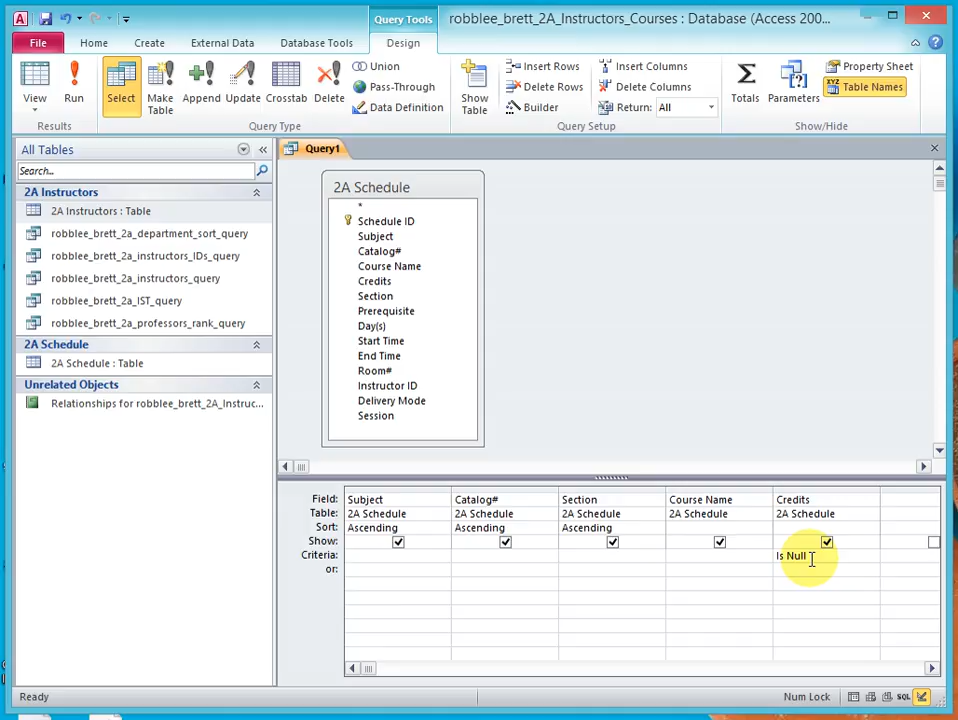 A
Query Tools
robblee_brett_2A_Instructors_Courses : Database (Access 200...
File Home Create External Data Database Tools Design
View
Run
Select
Make Table
Append
Update
Crosstab
Delete
Union
Pass-Through
Data Definition
Show Table
Insert Rows
Delete Rows
Builder
Insert Columns
Delete Columns
Return: All
Totals
Parameters
Property Sheet
XYZ Table Names
Results
Query Type
Query Setup
Show/Hide
All Tables
Search...
2A Instructors
2A Instructors : Table
robblee_brett_2a_department_sort_query
robblee_brett_2a_instructors_IDs_query
robblee_brett_2a_instructors_query
robblee_brett_2a_IST_query
robblee_brett_2a_professors_rank_query
2A Schedule
2A Schedule : Table
Unrelated Objects
Relationships for robblee_brett_2A_Instruc...
Query1
2A Schedule
*
Schedule ID
Subject
Catalog#
Course Name
Credits
Section
Prerequisite
Day(s)
Start Time
End Time
Room#
Instructor ID
Delivery Mode
Session
Field: Subject Catalog# Section Course Name Credits
Table: 2A Schedule 2A Schedule 2A Schedule 2A Schedule 2A Schedule
Sort: Ascending Ascending Ascending
Show:
Criteria: Is Null
or:
Ready
Num Lock
SQL